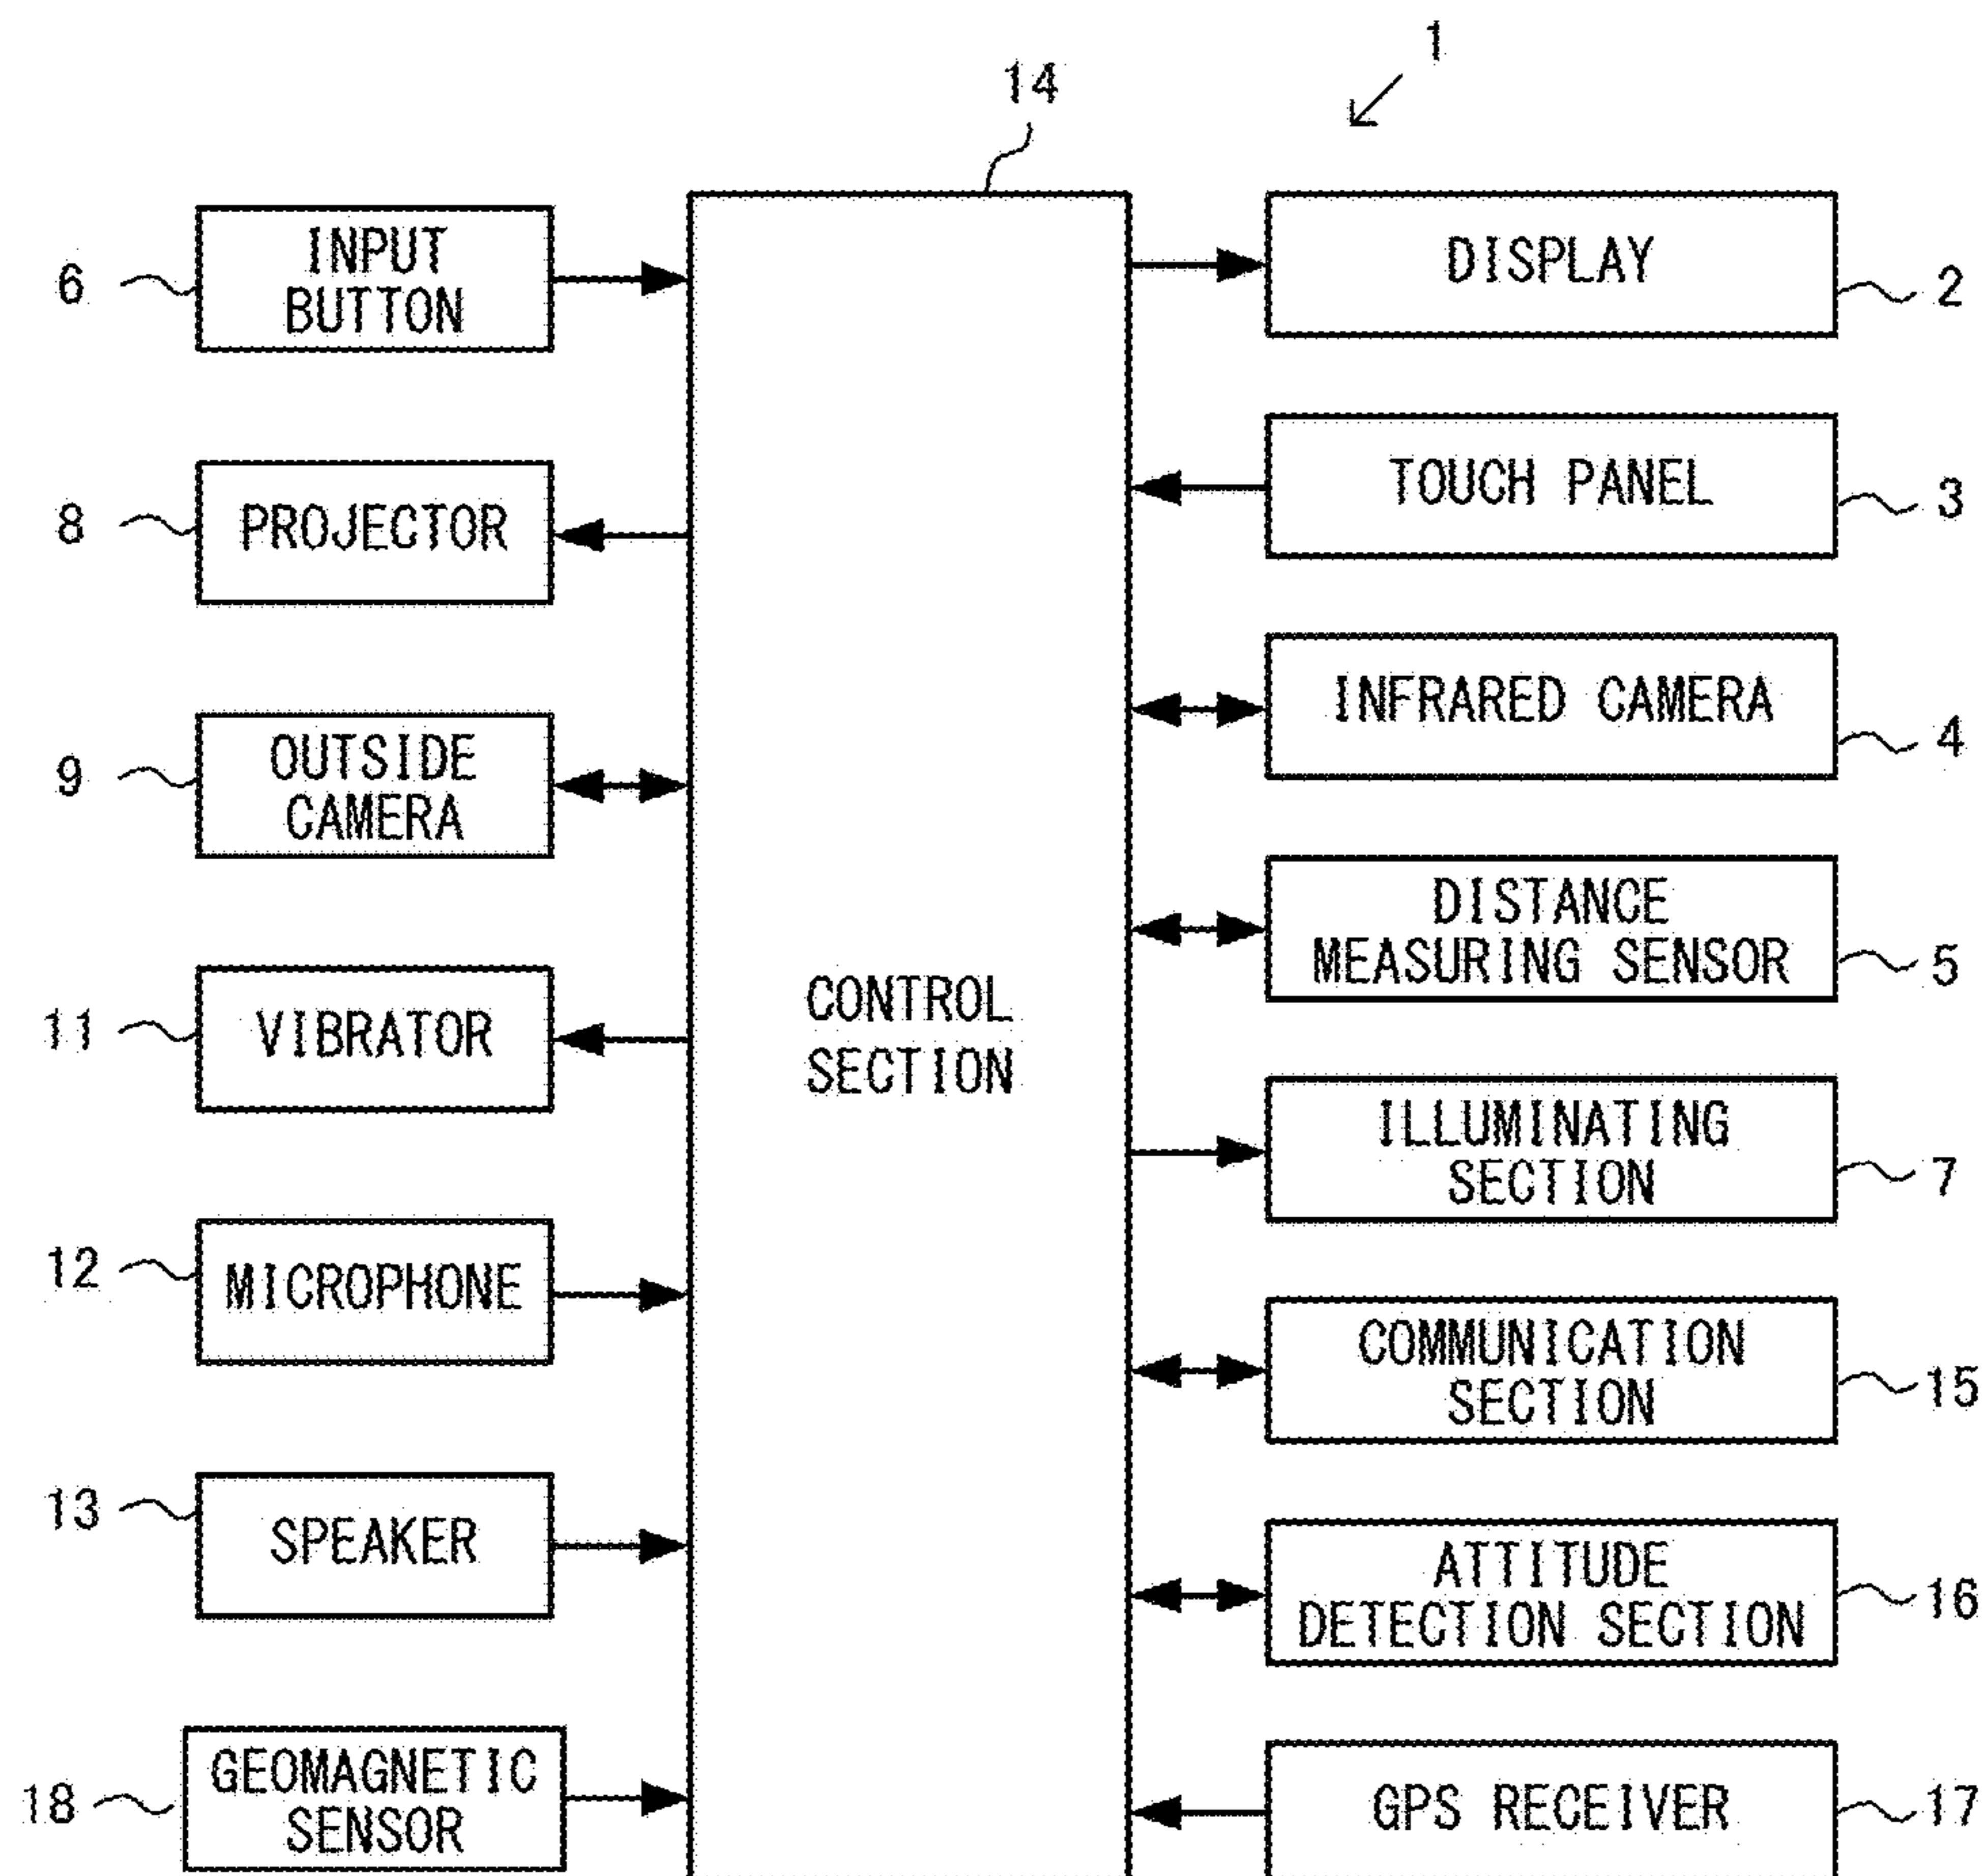 1
14
6
INPUT
BUTTON
DISPLAY
2
8
PROJECTOR
TOUCH PANEL
3
9
OUTSIDE
CAMERA
INFRARED CAMERA
4
11
VIBRATOR
CONTROL
SECTION
DISTANCE
MEASURING SENSOR
5
12
MICROPHONE
ILLUMINATING
SECTION
7
COMMUNICATION
SECTION
15
13
SPEAKER
ATTITUDE
DETECTION SECTION
16
18
GEOMAGNETIC
SENSOR
GPS RECEIVER
17